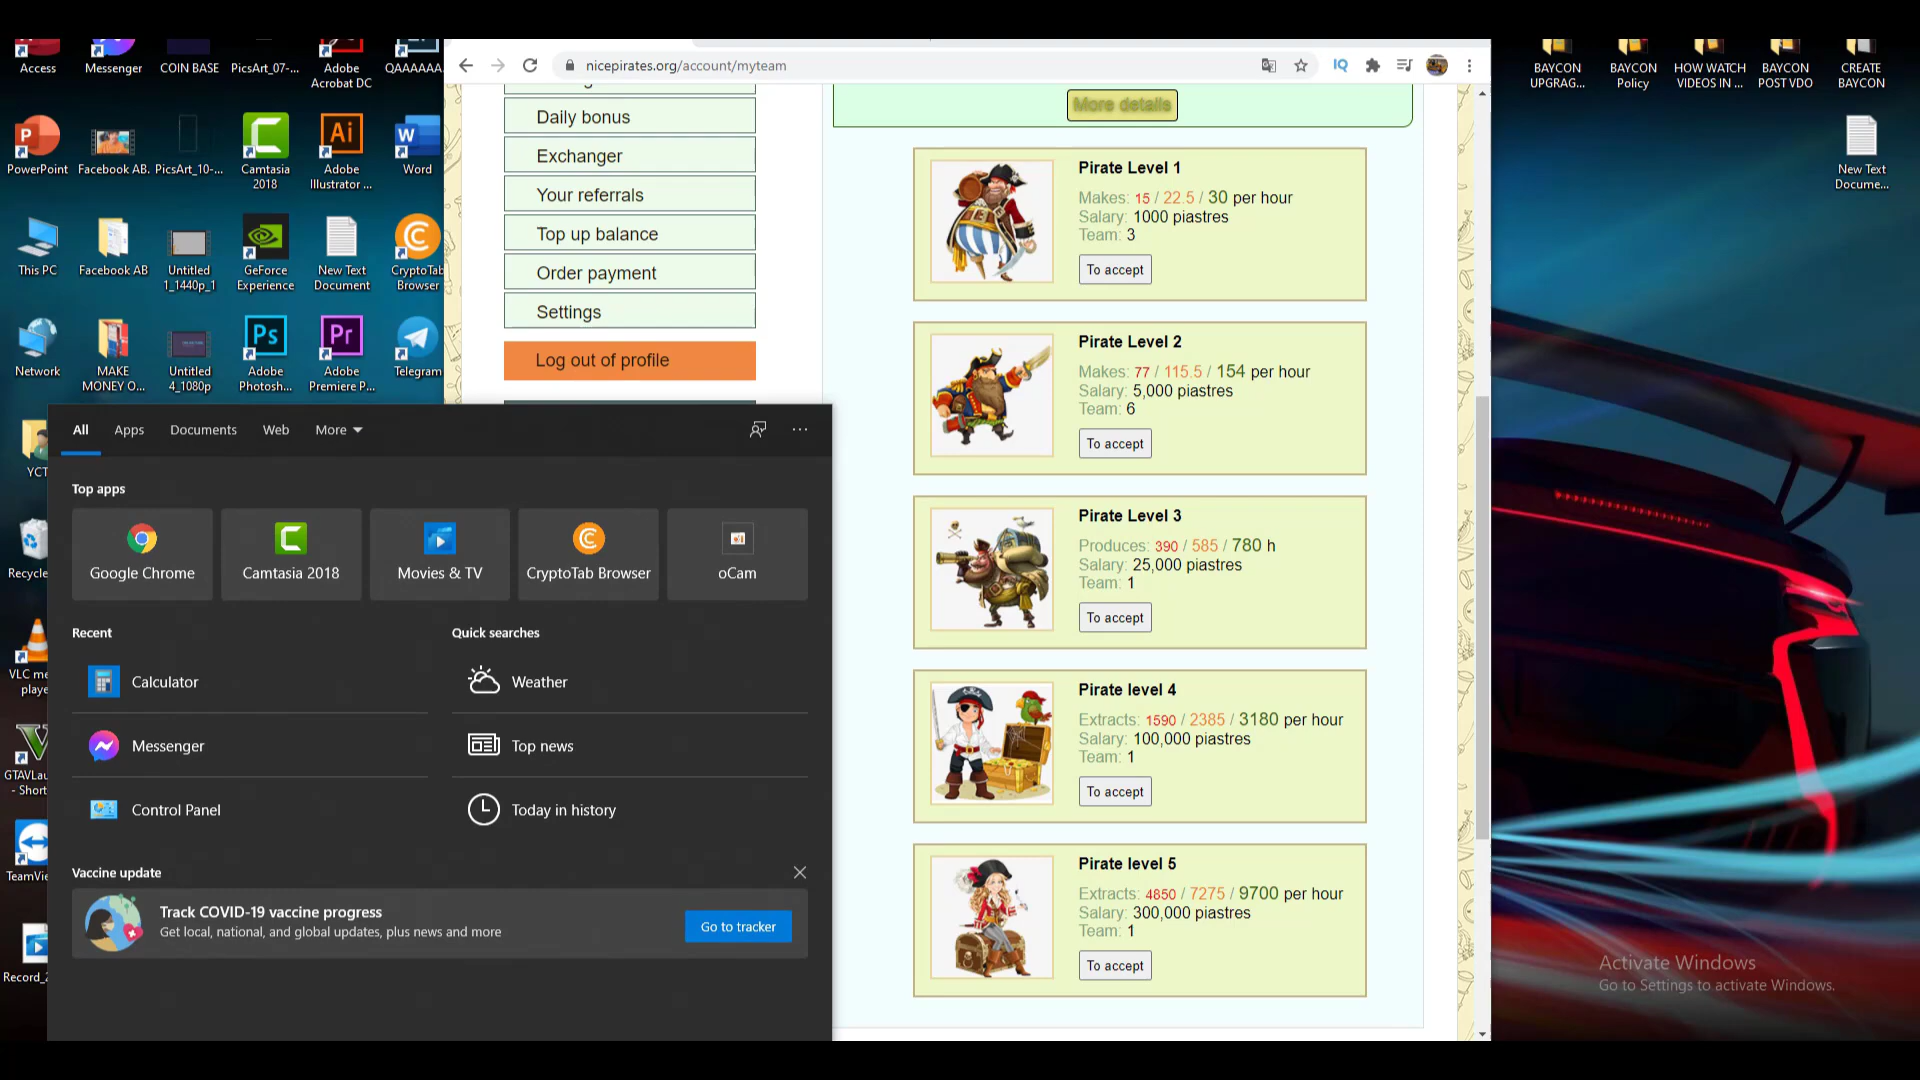 Access
Messenger
COIN BASE
PicsArt_07-...
Adobe
Acrobat DC
QAAAAAA
PowerPoint
Facebook AB.
PicsArt_10-...
Camtasia
2018
Adobe
Illustrator ...
Word
This PC
Facebook AB
Untitled
1_1440p_1
GeForce
Experience
New Text
Document
CryptoTab
Browser
Network
MAKE
MONEY O...
Untitled
4_1080p
Adobe
Photosh...
Adobe
Premiere P...
Telegram
YCT
Recycle
VLC me
playe
GTAVLau
- Short
TeamVie
Record_2
nicepirates.org/account/myteam
Daily bonus
Exchanger
Your referrals
Top up balance
Order payment
Settings
Log out of profile
More details
Pirate Level 1
Makes: 15 / 22.5 / 30 per hour
Salary: 1000 piastres
Team: 3
To accept
Pirate Level 2
Makes: 77 / 115.5 / 154 per hour
Salary: 5,000 piastres
Team: 6
To accept
Pirate Level 3
Produces: 390 / 585 / 780 h
Salary: 25,000 piastres
Team: 1
To accept
Pirate level 4
Extracts: 1590 / 2385 / 3180 per hour
Salary: 100,000 piastres
Team: 1
To accept
Pirate level 5
Extracts: 4850 / 7275 / 9700 per hour
Salary: 300,000 piastres
Team: 1
To accept
All
Apps
Documents
Web
More
Top apps
Google Chrome
Camtasia 2018
Movies & TV
CryptoTab Browser
oCam
Recent
Calculator
Messenger
Control Panel
Quick searches
Weather
Top news
Today in history
Vaccine update
Track COVID-19 vaccine progress
Get local, national, and global updates, plus news and more
Go to tracker
BAYCON
UPGRAG...
BAYCON
Policy
HOW WATCH
VIDEOS IN ...
BAYCON
POST VDO
CREATE
BAYCON
New Text
Docume...
Activate Windows
Go to Settings to activate Windows.